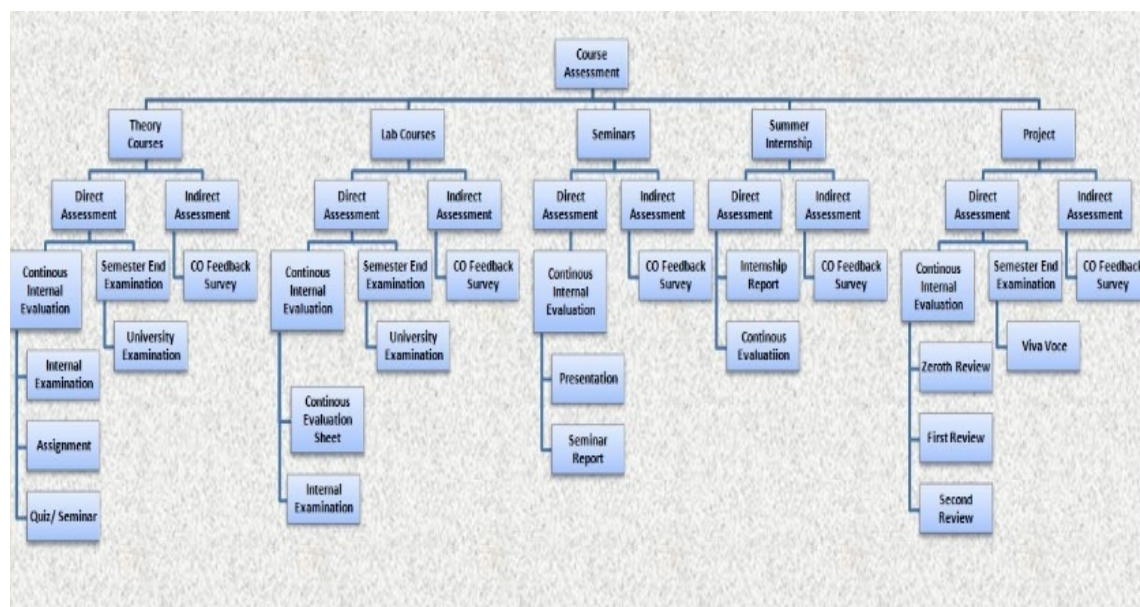 Course
Assessment
Theory
Courses
Lab Courses
Seminars
Summer
Internship
Project
Direct
Assessment
Indirect
Assessment
Direct
Assessment
Indirect
Assessment
Direct
Assessment
Indirect
Assessment
Direct
Assessment
Indirect
Assessment
Direct
Assessment
Indirect
Assessment
Continous
Internal
Evaluation
Semester End
Examination
CO Feedback
Survey
Continous
Internal
Evaluation
Semester End
Examination
CO Feedback
Survey
Continous
Internal
Evaluation
CO Feedback
Survey
Internship
Report
CO Feedback
Survey
Continous
Internal
Evaluation
Semester End
Examination
CO Feedback
Survey
University
Examination
University
Examination
Continous
Evaluatiion
Viva Voce
Internal
Examination
Presentation
Zeroth Review
Continous
Evaluation
Sheet
Assignment
Seminar
Report
First Review
Internal
Examination
Quiz/ Seminar
Second
Review